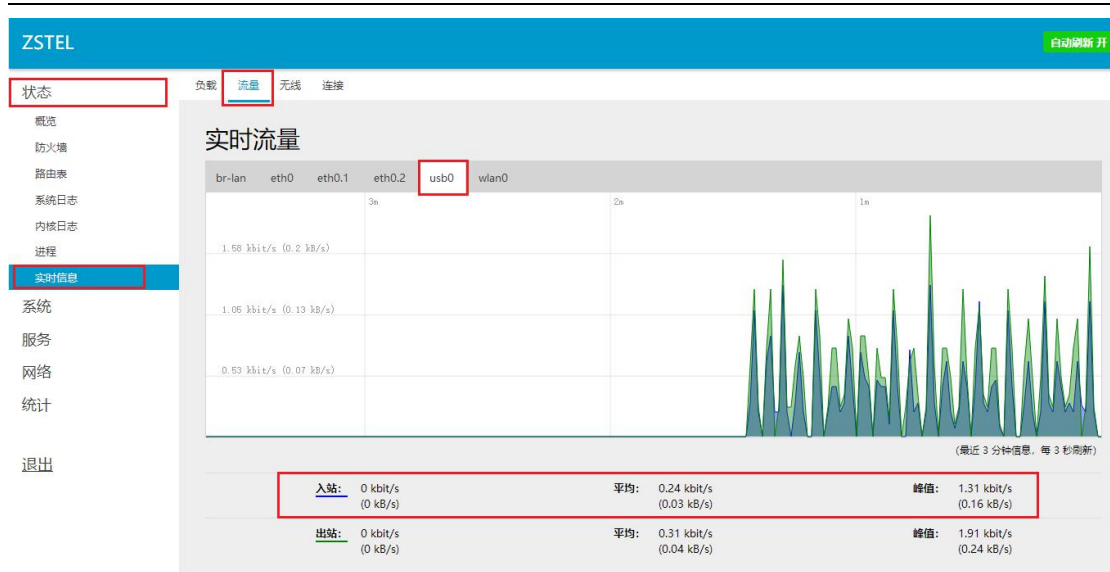 ZSTEL
自动刷新 开
状态
概览
防火墙
路由表
系统日志
内核日志
进程
实时信息
系统
服务
网络
统计
退出
负载 流量 无线 连接
实时流量
br-lan eth0 eth0.1 eth0.2 usb0 wlan0
3m 2m 1m
1.58 kbit/s (0.2 kB/s)
1.05 kbit/s (0.13 kB/s)
0.53 kbit/s (0.07 kB/s)
(最近 3 分钟信息，每 3 秒刷新)
入站: 0 kbit/s 平均: 0.24 kbit/s 峰值: 1.31 kbit/s
(0 kB/s) (0.03 kB/s) (0.16 kB/s)
出站: 0 kbit/s 平均: 0.31 kbit/s 峰值: 1.91 kbit/s
(0 kB/s) (0.04 kB/s) (0.24 kB/s)